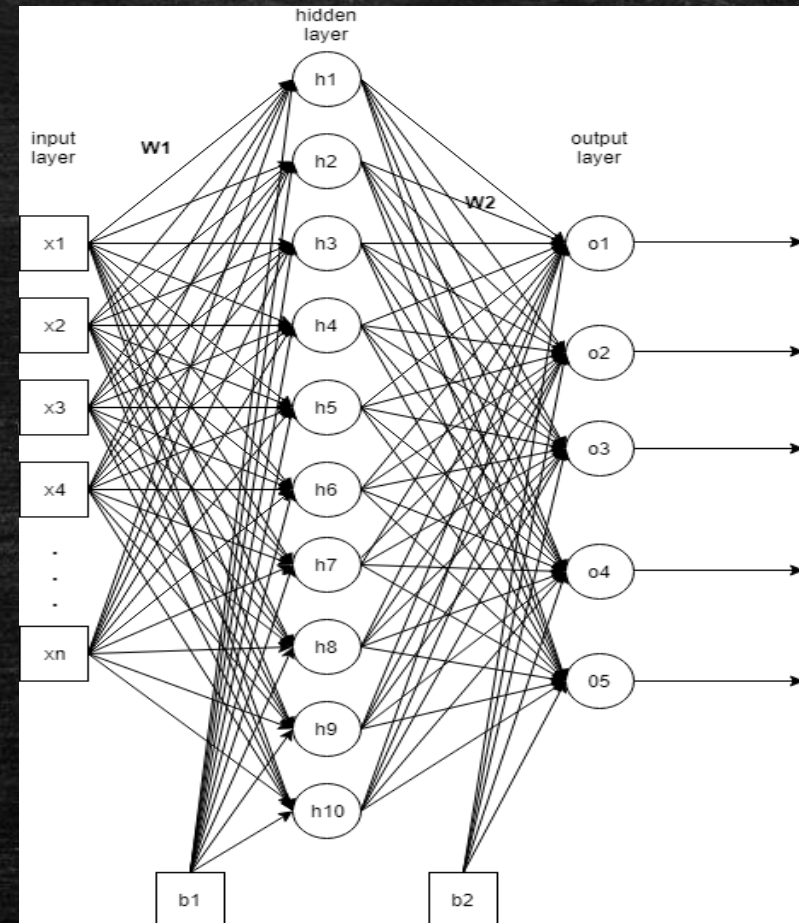 hidden
layer
h1
input
layer
W1
h2
output
layer
W2
x1
h3
o1
x2
h4
o2
x3
h5
o3
x4
h6
.
.
.
h7
o4
xn
h8
05
h9
h10
b1
b2